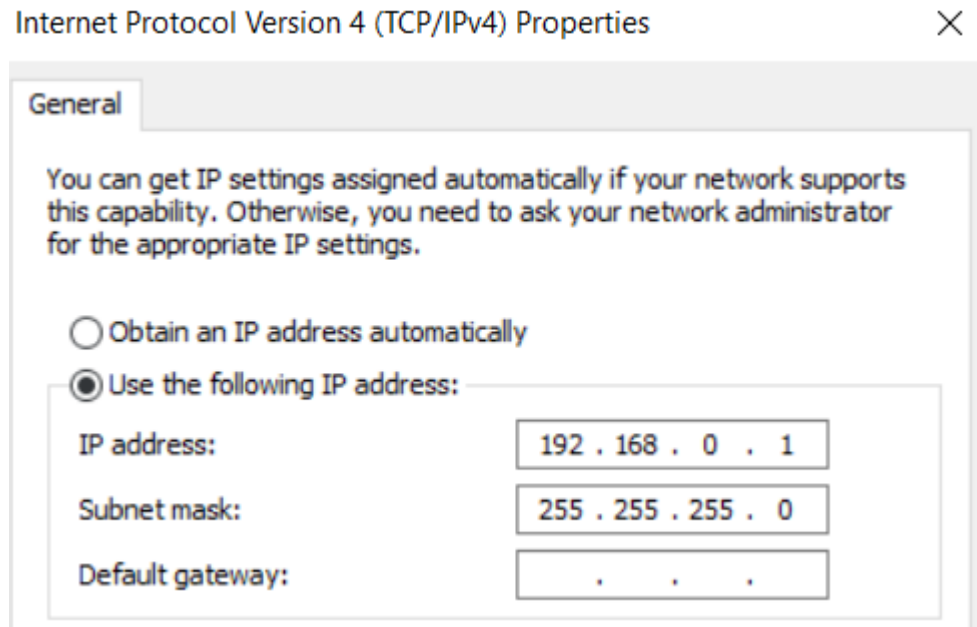 Internet Protocol Version 4 (TCP/IPv4) Properties
General
You can get IP settings assigned automatically if your network supports
this capability. Otherwise, you need to ask your network administrator
for the appropriate IP settings.
Obtain an IP address automatically
Use the following IP address:
IP address: 192 . 168 . 0 . 1
Subnet mask: 255 . 255 . 255 . 0
Default gateway: . . .